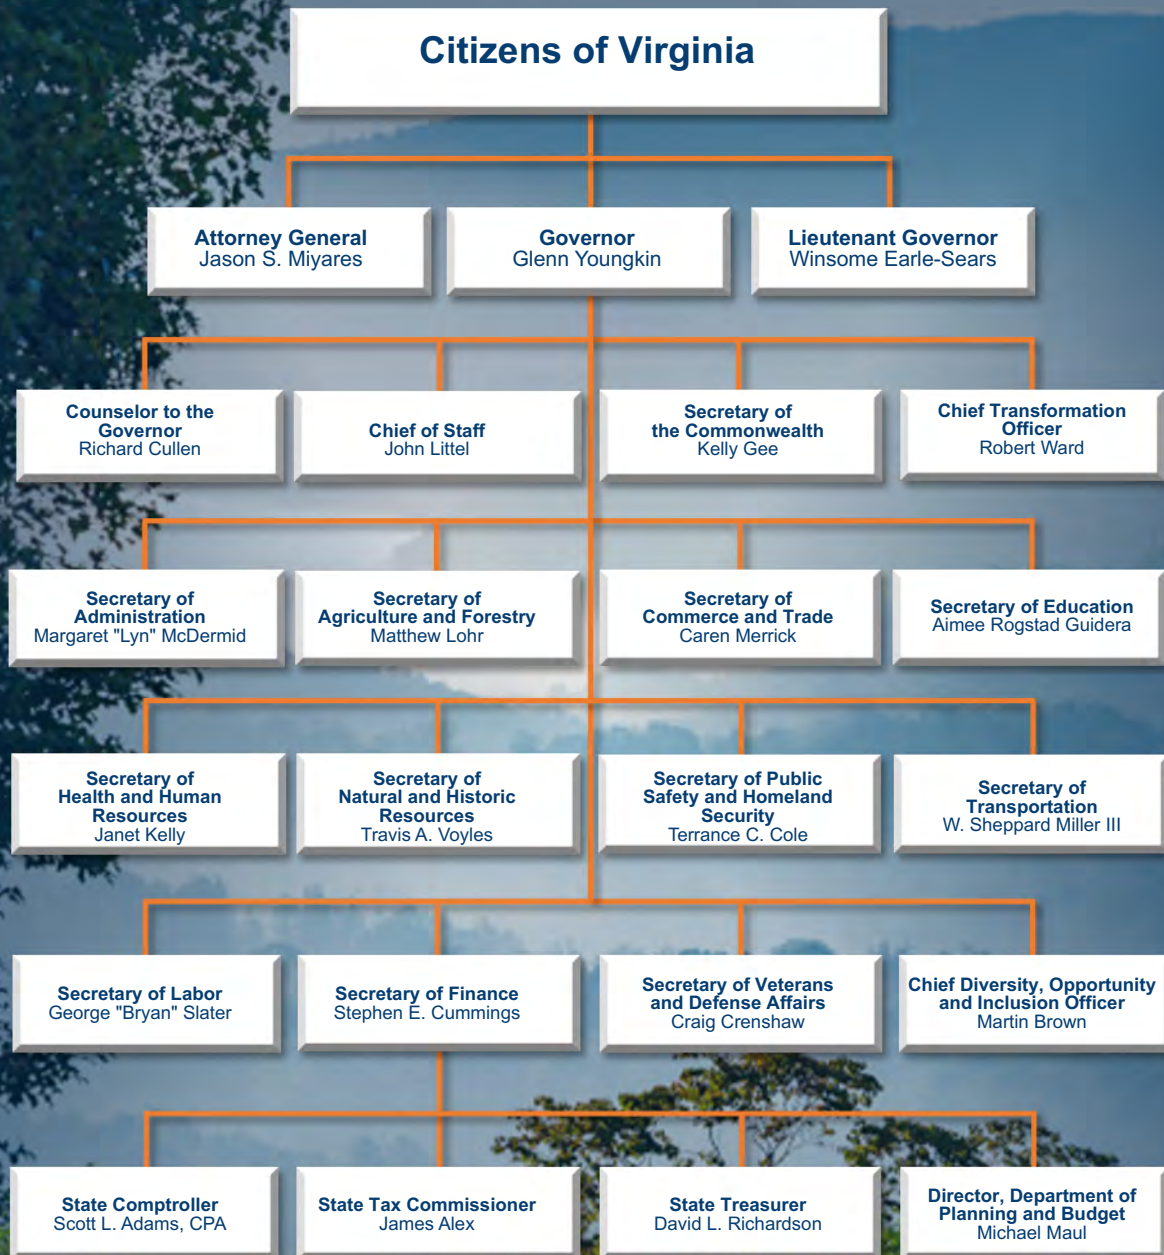 Citizens of Virginia
Attorney General
Jason S. Miyares
Governor
Glenn Youngkin
Lieutenant Governor
Winsome Earle-Sears
Counselor to the
Governor
Richard Cullen
Chief of Staff
John Littel
Secretary of
the Commonwealth
Kelly Gee
Chief Transformation
Officer
Robert Ward
Secretary of
Administration
Margaret "Lyn" McDermid
Secretary of
Agriculture and Forestry
Matthew Lohr
Secretary of
Commerce and Trade
Caren Merrick
Secretary of Education
Aimee Rogstad Guidera
Secretary of
Health and Human
Resources
Janet Kelly
Secretary of
Natural and Historic
Resources
Travis A. Voyles
Secretary of Public
Safety and Homeland
Security
Terrance C. Cole
Secretary of
Transportation
W. Sheppard Miller III
Secretary of Labor
George "Bryan" Slater
Secretary of Finance
Stephen E. Cummings
Secretary of Veterans
and Defense Affairs
Craig Crenshaw
Chief Diversity, Opportunity
and Inclusion Officer
Martin Brown
State Comptroller
Scott L. Adams, CPA
State Tax Commissioner
James Alex
State Treasurer
David L. Richardson
Director, Department of
Planning and Budget
Michael Maul